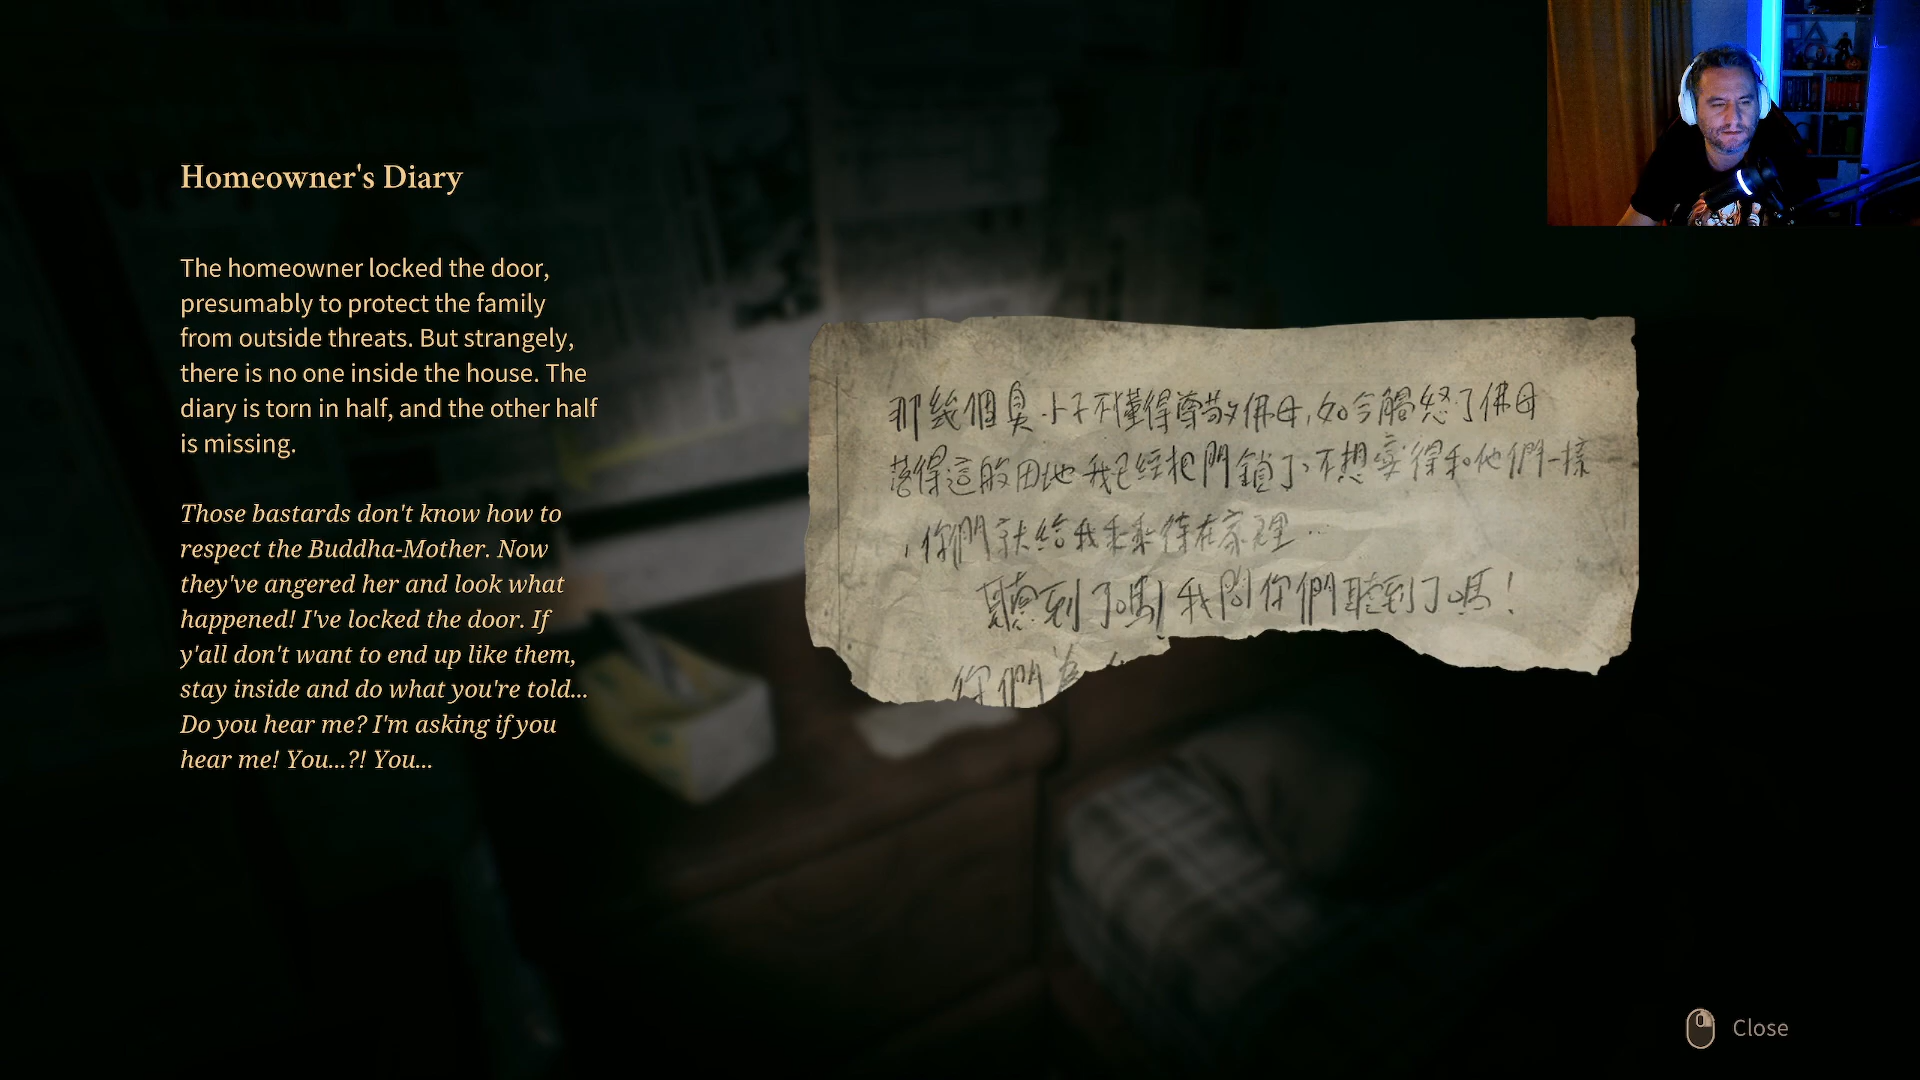 Homeowner's Diary
The homeowner locked the door,
presumably to protect the family
from outside threats. But strangely,
there is no one inside the house. The
diary is torn in half, and the other half
is missing.
Those bastards don't know how to
respect the Buddha-Mother. Now
they've angered her and look what
happened! I've locked the door. If
y'all don't want to end up like them,
stay inside and do what you're told...
Do you hear me? I'm asking if you
hear me! You...?! You...
那幾個臭小子不懂得尊敬佛母,如今觸怒了佛母
落得這般田地 我已經把門鎖了、不想變得和他們一樣
,你們就給我乖乖待在家裡…
聽到了嗎 我問你們聽到了嗎!
你們為
Close